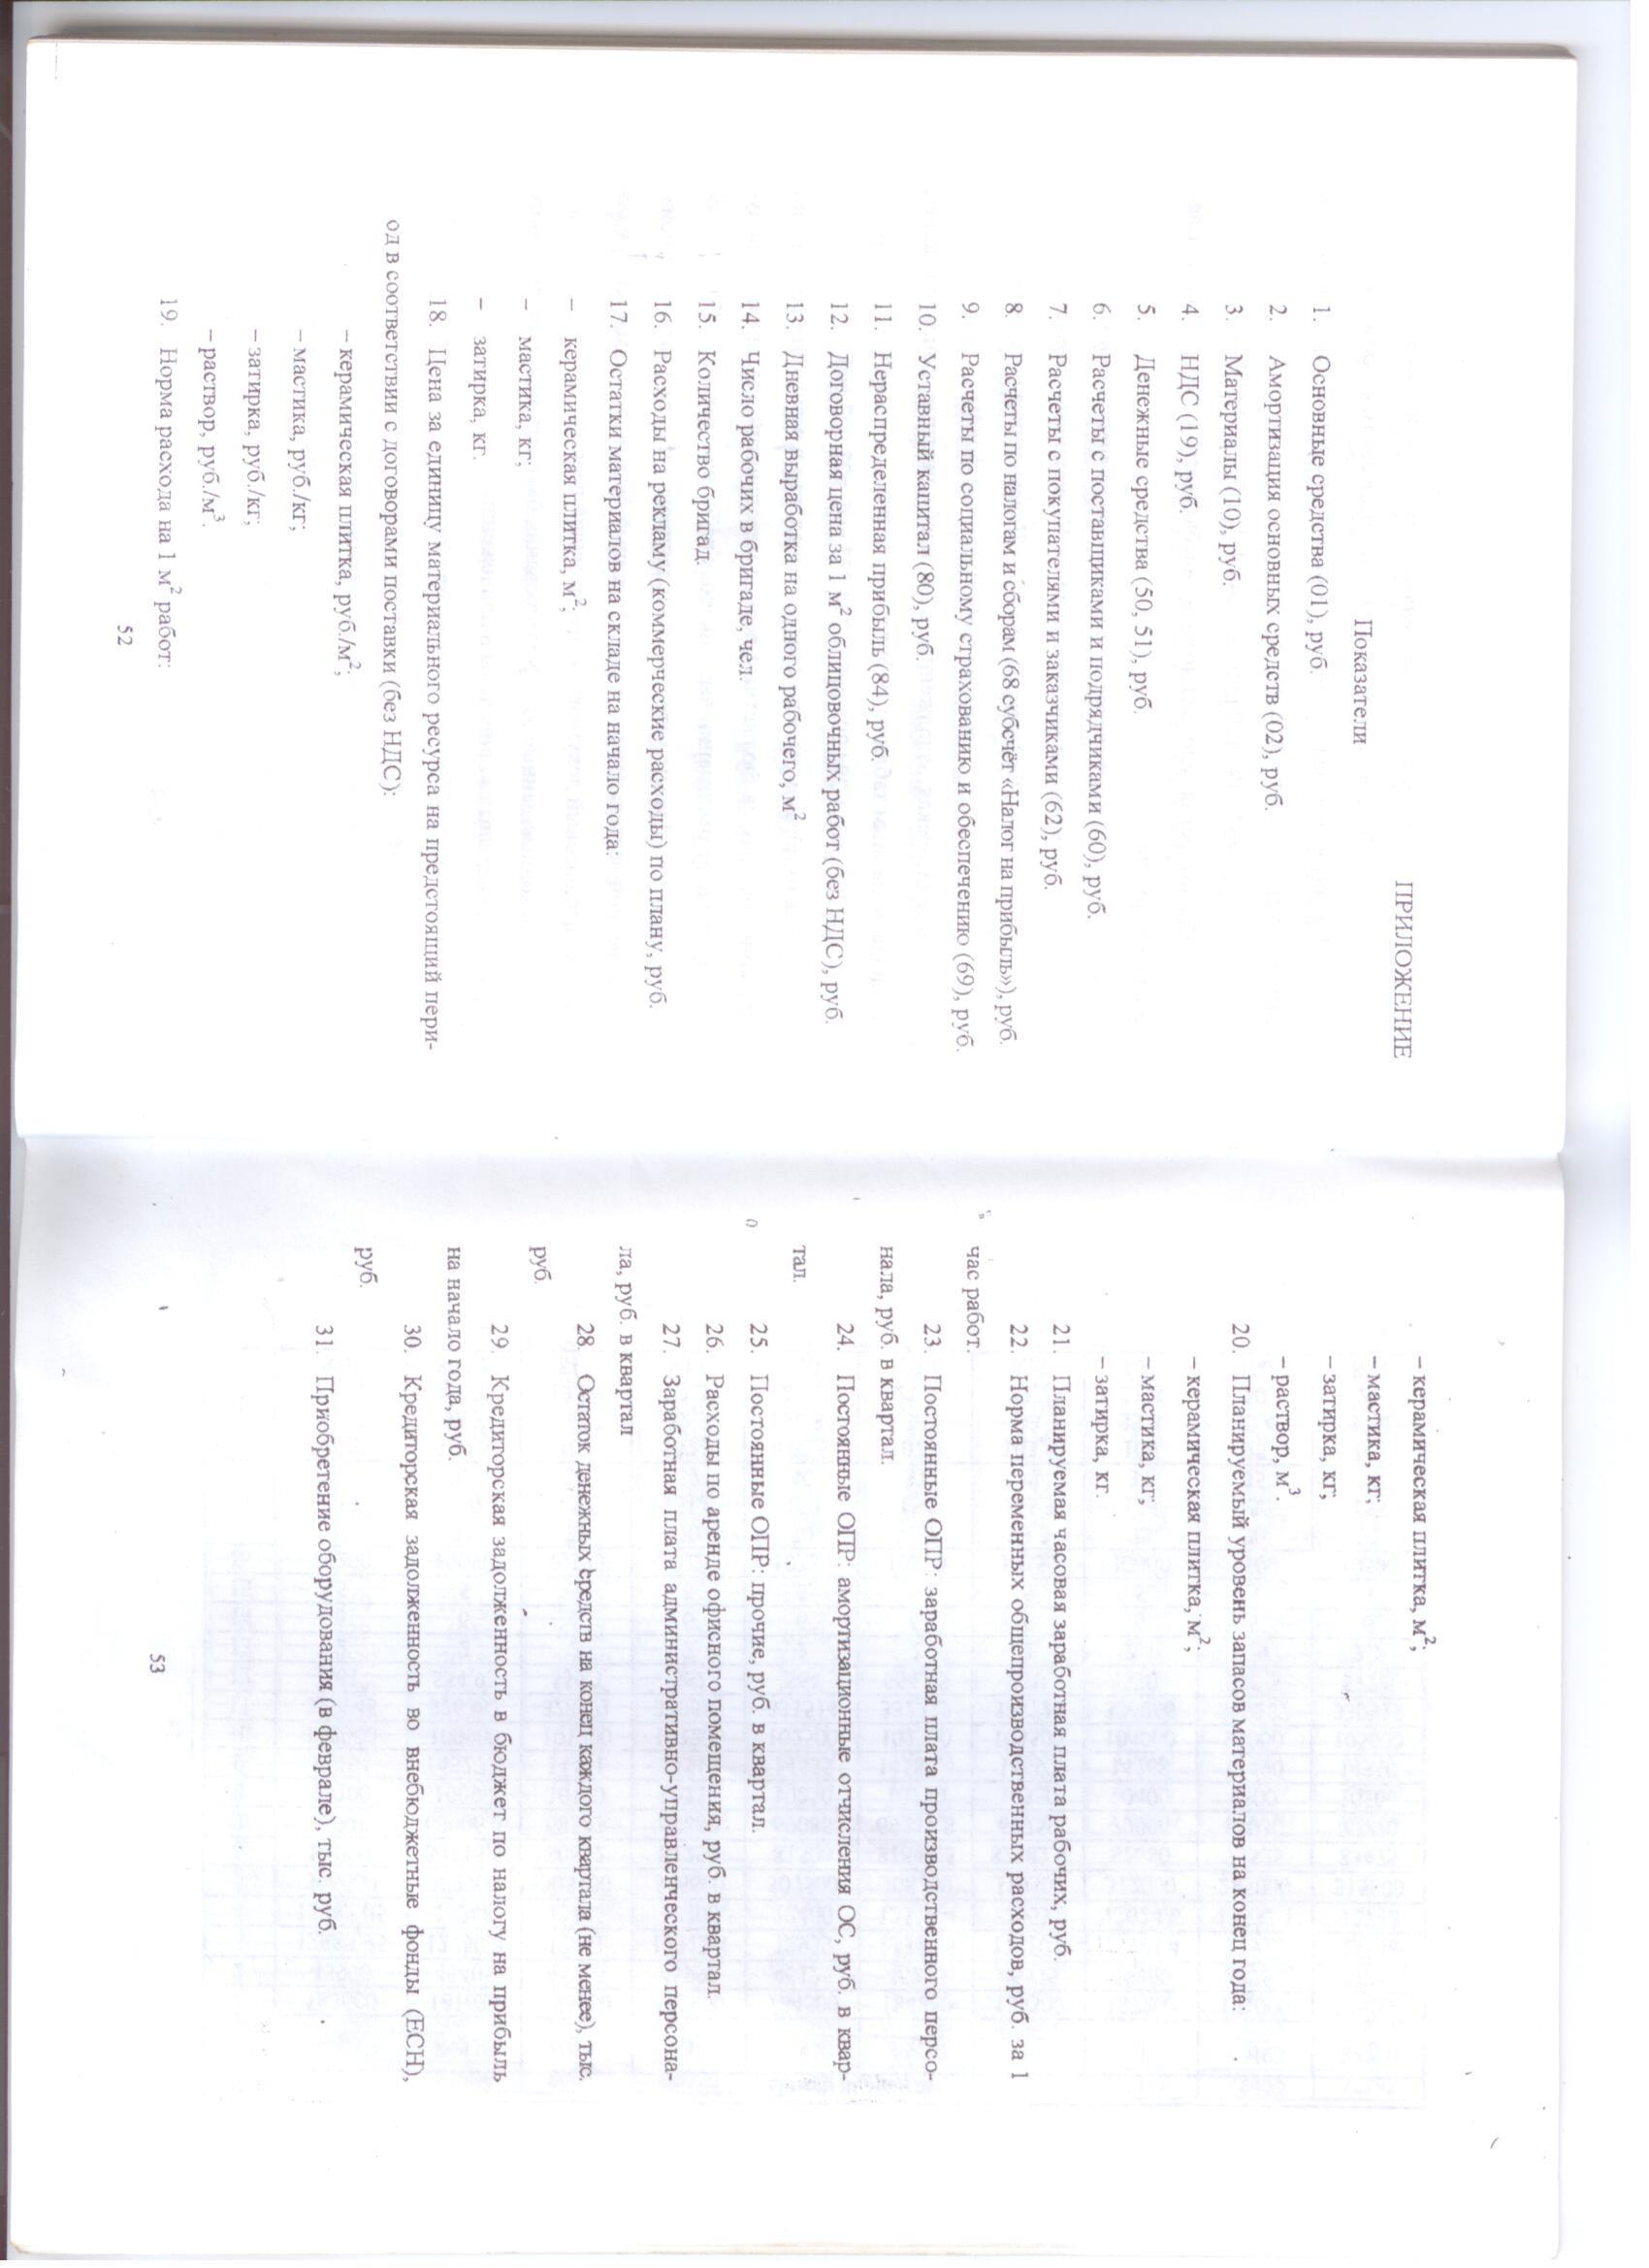 ПРИЛОЖЕНИЕ
Показатели
1. Основные средства (01), руб.
2. Амортизация основных средств (02), руб.
3. Материалы (10), руб.
4. НДС (19), руб.
5. Денежные средства (50, 51), руб.
6. Расчеты с поставщиками и подрядчиками (60), руб.
7. Расчеты с покупателями и заказчиками (62), руб.
8. Расчеты по налогам и сборам (68 субсчёт «Налог на прибыль»), руб.
9. Расчеты по социальному страхованию и обеспечению (69), руб.
10. Уставный капитал (80), руб.
11. Нераспределенная прибыль (84), руб.
12. Договорная цена за 1 м² облицовочных работ (без НДС), руб.
13. Дневная выработка на одного рабочего, м²
14. Число рабочих в бригаде, чел.
15. Количество бригад.
16. Расходы на рекламу (коммерческие расходы) по плану, руб.
17. Остатки материалов на складе на начало года:
– керамическая плитка, м²;
– мастика, кг;
– затирка, кг.
18. Цена за единицу материального ресурса на предстоящий пери-
од в соответствии с договорами поставки (без НДС):
– керамическая плитка, руб./м²;
– мастика, руб./кг;
– затирка, руб./кг;
– раствор, руб./м³.
19. Норма расхода на 1 м² работ:
52
– керамическая плитка, м²;
– мастика, кг;
– затирка, кг;
– раствор, м³.
20. Планируемый уровень запасов материалов на конец года:
– керамическая плитка, м²;
– мастика, кг;
– затирка, кг.
21. Планируемая часовая заработная плата рабочих, руб.
22. Норма переменных общепроизводственных расходов, руб. за 1
час работ.
23. Постоянные ОПР: заработная плата производственного персо-
нала, руб. в квартал.
24. Постоянные ОПР: амортизационные отчисления ОС, руб. в квар-
тал.
25. Постоянные ОПР: прочие, руб. в квартал.
26. Расходы по аренде офисного помещения, руб. в квартал.
27. Заработная плата административно-управленческого персона-
ла, руб. в квартал
28. Остаток денежных средств на конец каждого квартала (не менее), тыс.
руб.
29. Кредиторская задолженность в бюджет по налогу на прибыль
на начало года, руб.
30. Кредиторская задолженность во внебюджетные фонды (ЕСН),
руб.
31. Приобретение оборудования (в феврале), тыс. руб.
53